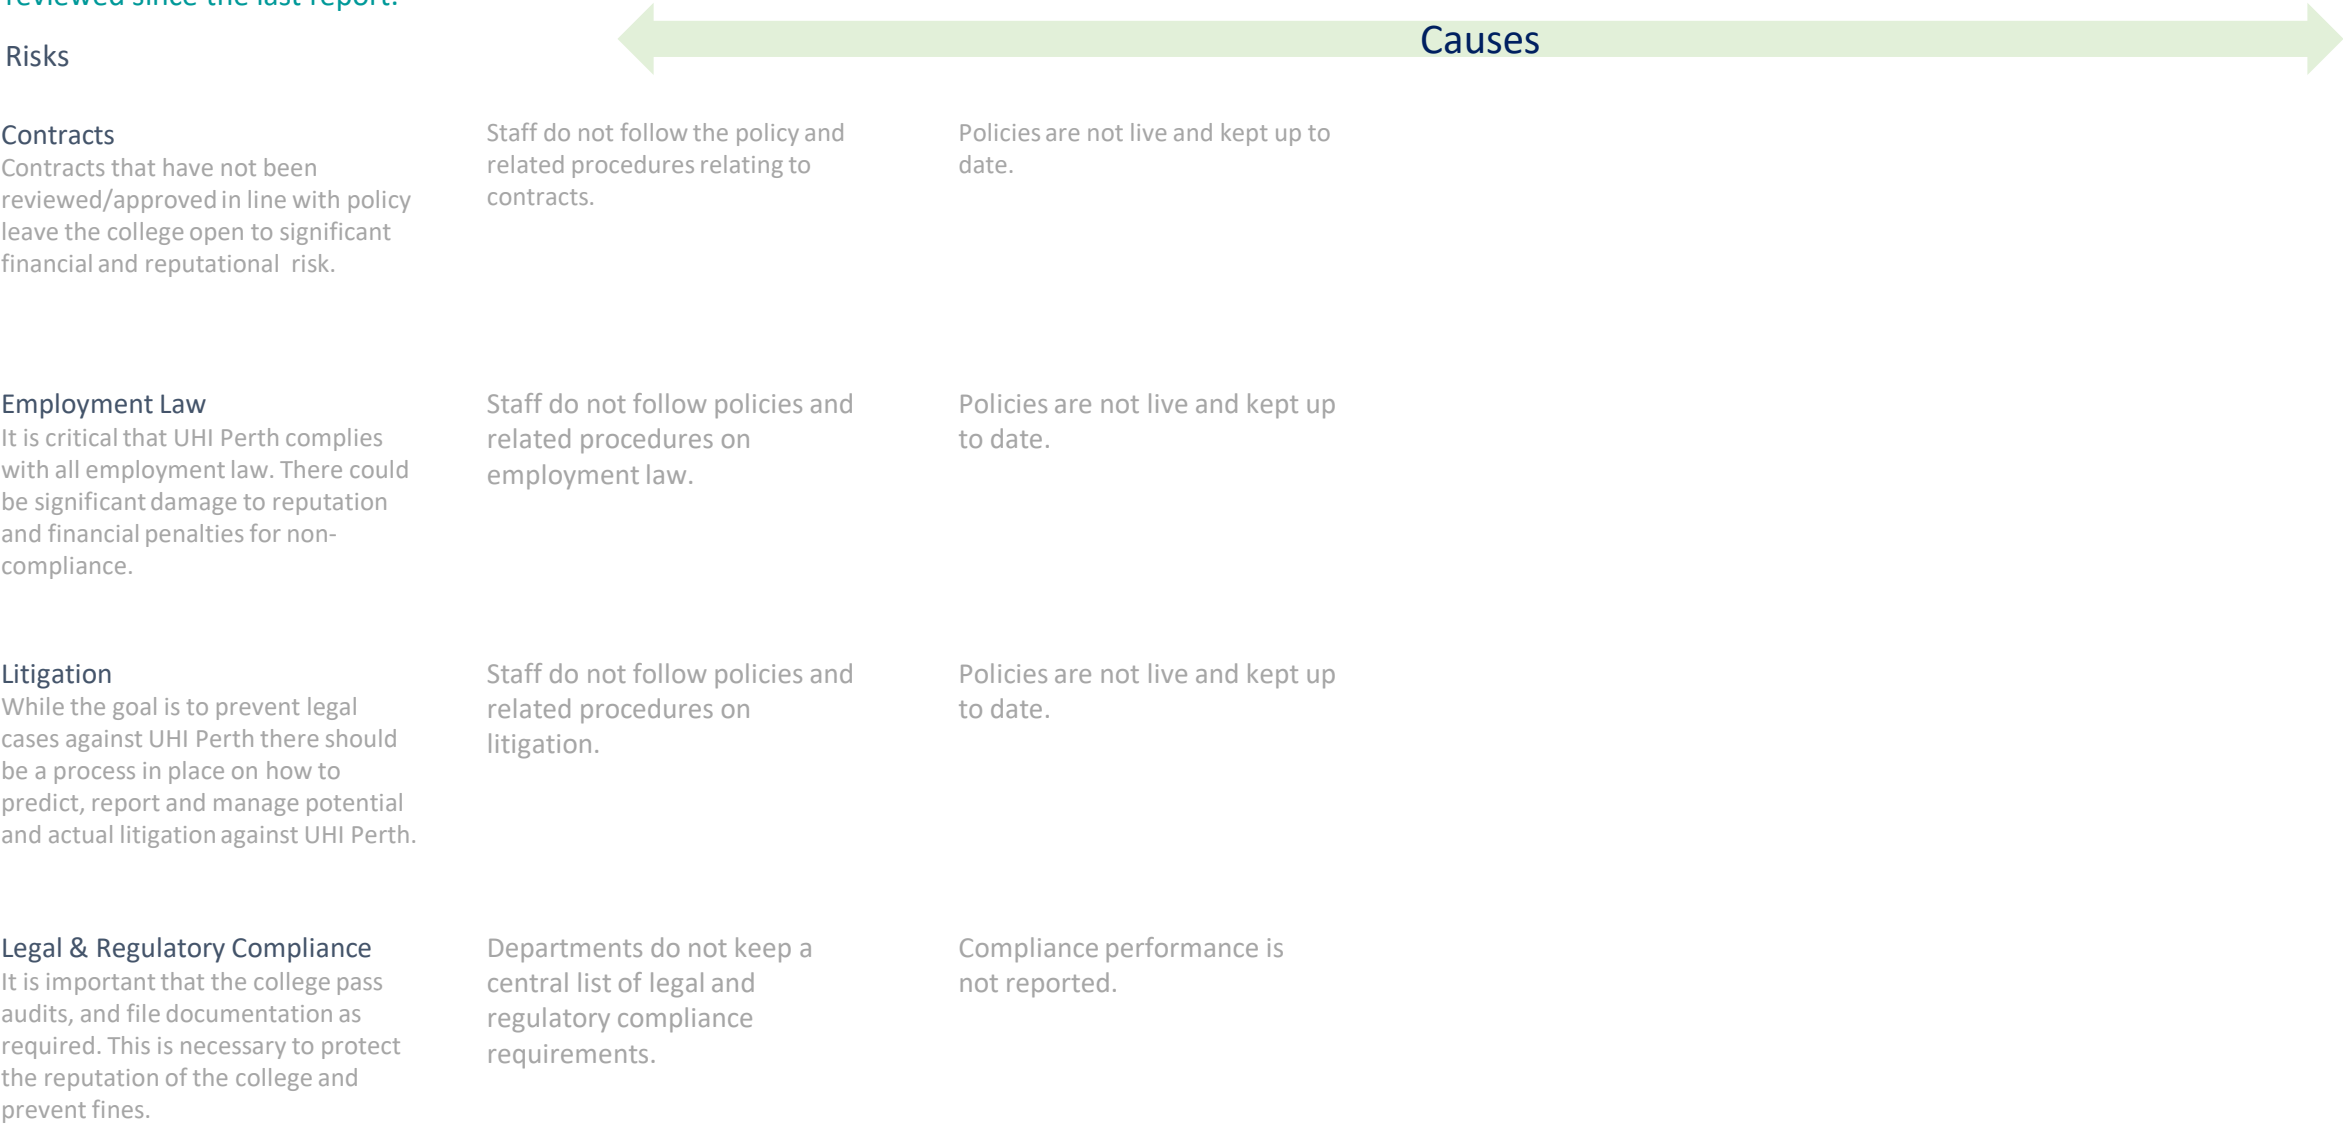 reviewed since the last report.
Risks
Causes
Contracts
Contracts that have not been
reviewed/approved in line with policy
leave the college open to significant
financial and reputational risk.
Staff do not follow the policy and
related procedures relating to
contracts.
Policies are not live and kept up to
date.
Employment Law
It is critical that UHI Perth complies
with all employment law. There could
be significant damage to reputation
and financial penalties for non-
compliance.
Staff do not follow policies and
related procedures on
employment law.
Policies are not live and kept up
to date.
Litigation
While the goal is to prevent legal
cases against UHI Perth there should
be a process in place on how to
predict, report and manage potential
and actual litigation against UHI Perth.
Staff do not follow policies and
related procedures on
litigation.
Policies are not live and kept up
to date.
Legal & Regulatory Compliance
It is important that the college pass
audits, and file documentation as
required. This is necessary to protect
the reputation of the college and
prevent fines.
Departments do not keep a
central list of legal and
regulatory compliance
requirements.
Compliance performance is
not reported.